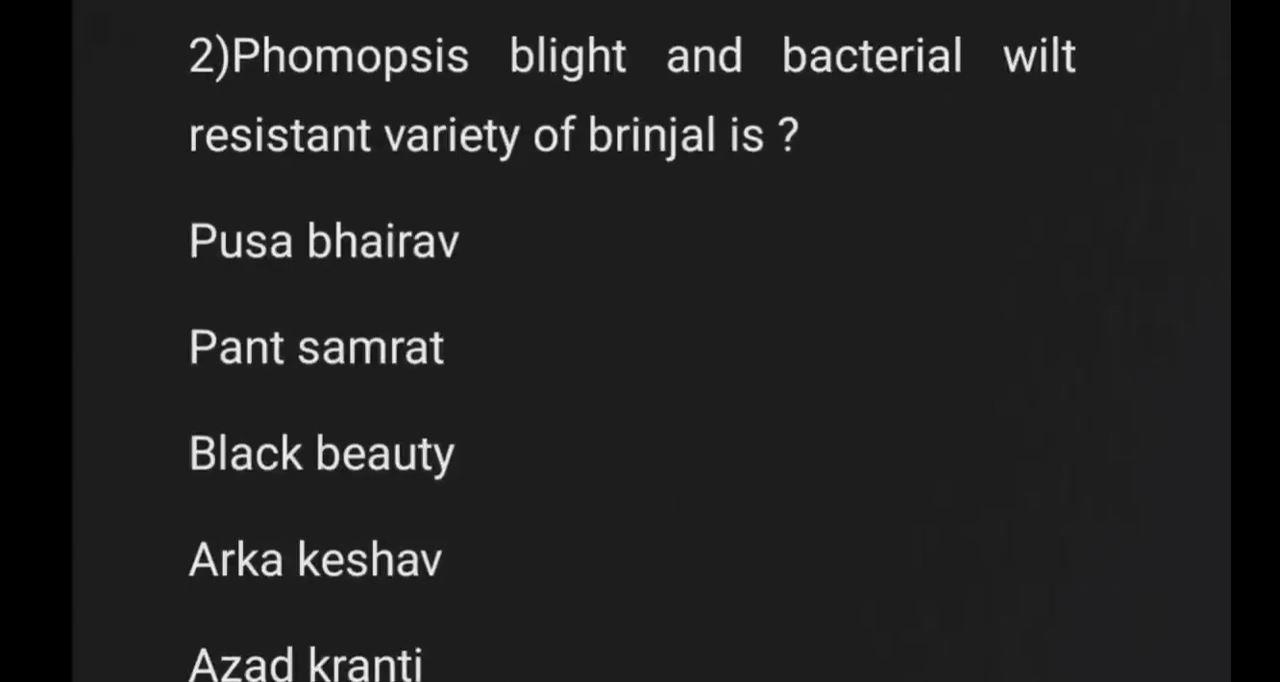 2)Phomopsis blight and bacterial wilt
resistant variety of brinjal is ?
Pusa bhairav
Pant samrat
Black beauty
Arka keshav
Azad kranti